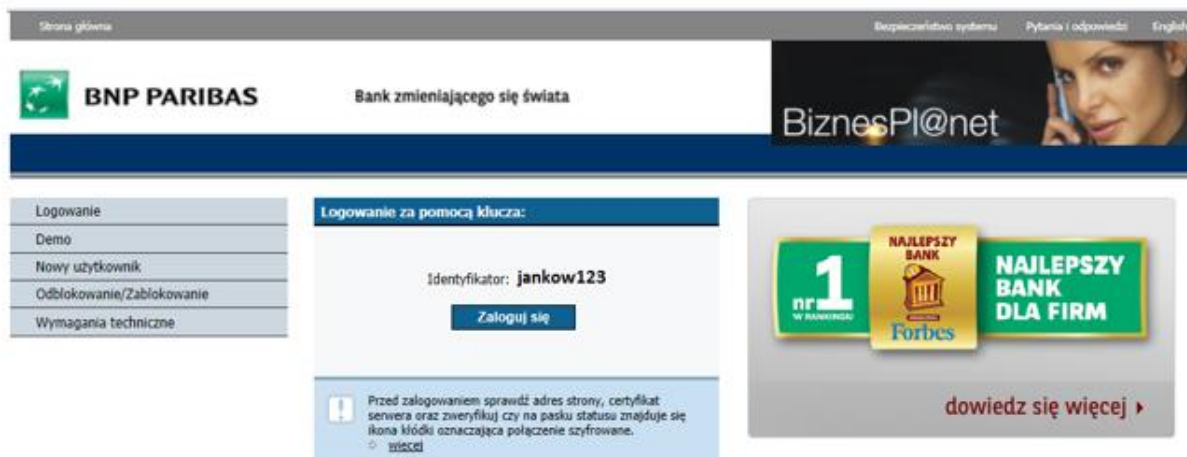 Strona główna
Bezpieczeństwo systemu Pytania i odpowiedzi English
BNP PARIBAS
Bank zmieniającego się świata
BiznesPl@net
Logowanie
Demo
Nowy użytkownik
Odblokowanie/Zablokowanie
Wymagania techniczne
Logowanie za pomocą klucza:
Identyfikator: jankow123
Zaloguj się
Przed zalogowaniem sprawdź adres strony, certyfikat
serwera oraz zweryfikuj czy na pasku statusu znajduje się
ikona kłódki oznaczająca połączenie szyfrowane.
więcej
nr 1
W RANKINGU
NAJLEPSZY
BANK
Forbes
NAJLEPSZY
BANK
DLA FIRM
dowiedz się więcej